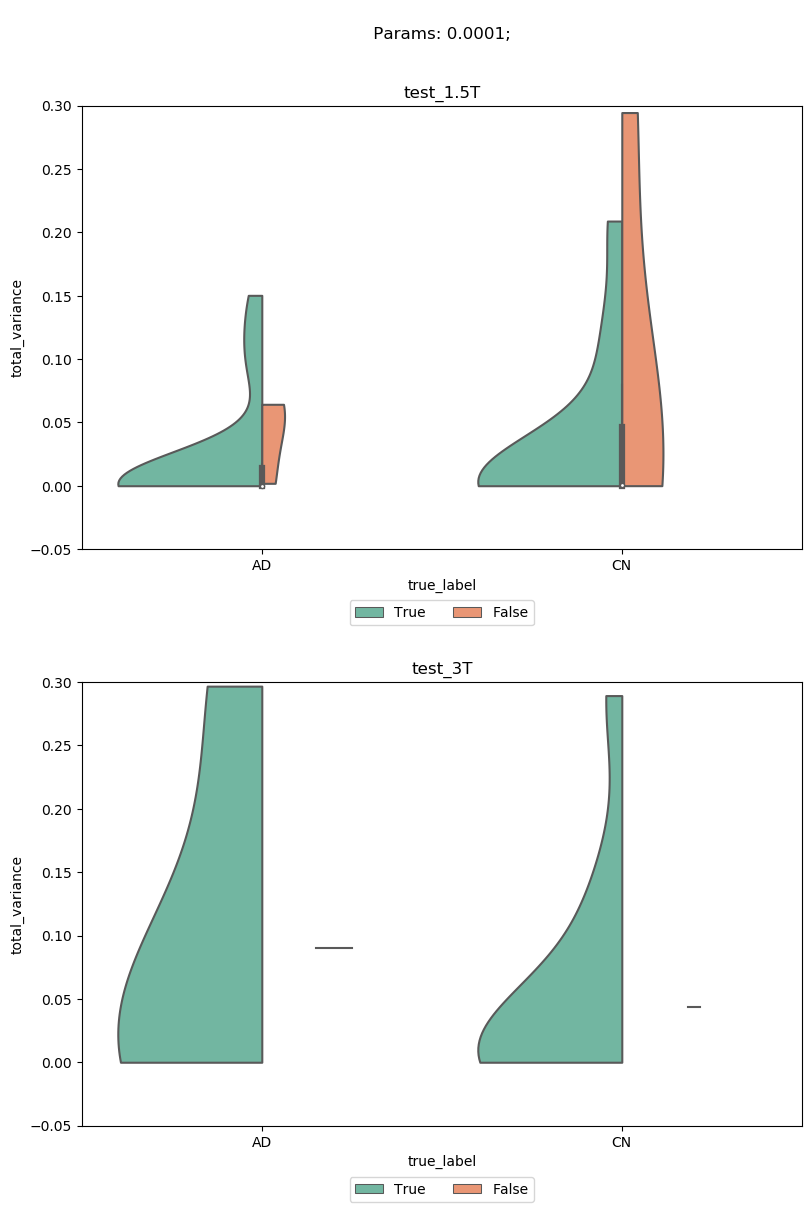 Params: 0.0001;
test_1.5T
0.30
0.25
0.20
0.15
0.10
0.05
0.00
−0.05
total_variance
AD CN
true_label
True False
test_3T
0.30
0.25
0.20
0.15
0.10
0.05
0.00
−0.05
total_variance
AD CN
true_label
True False